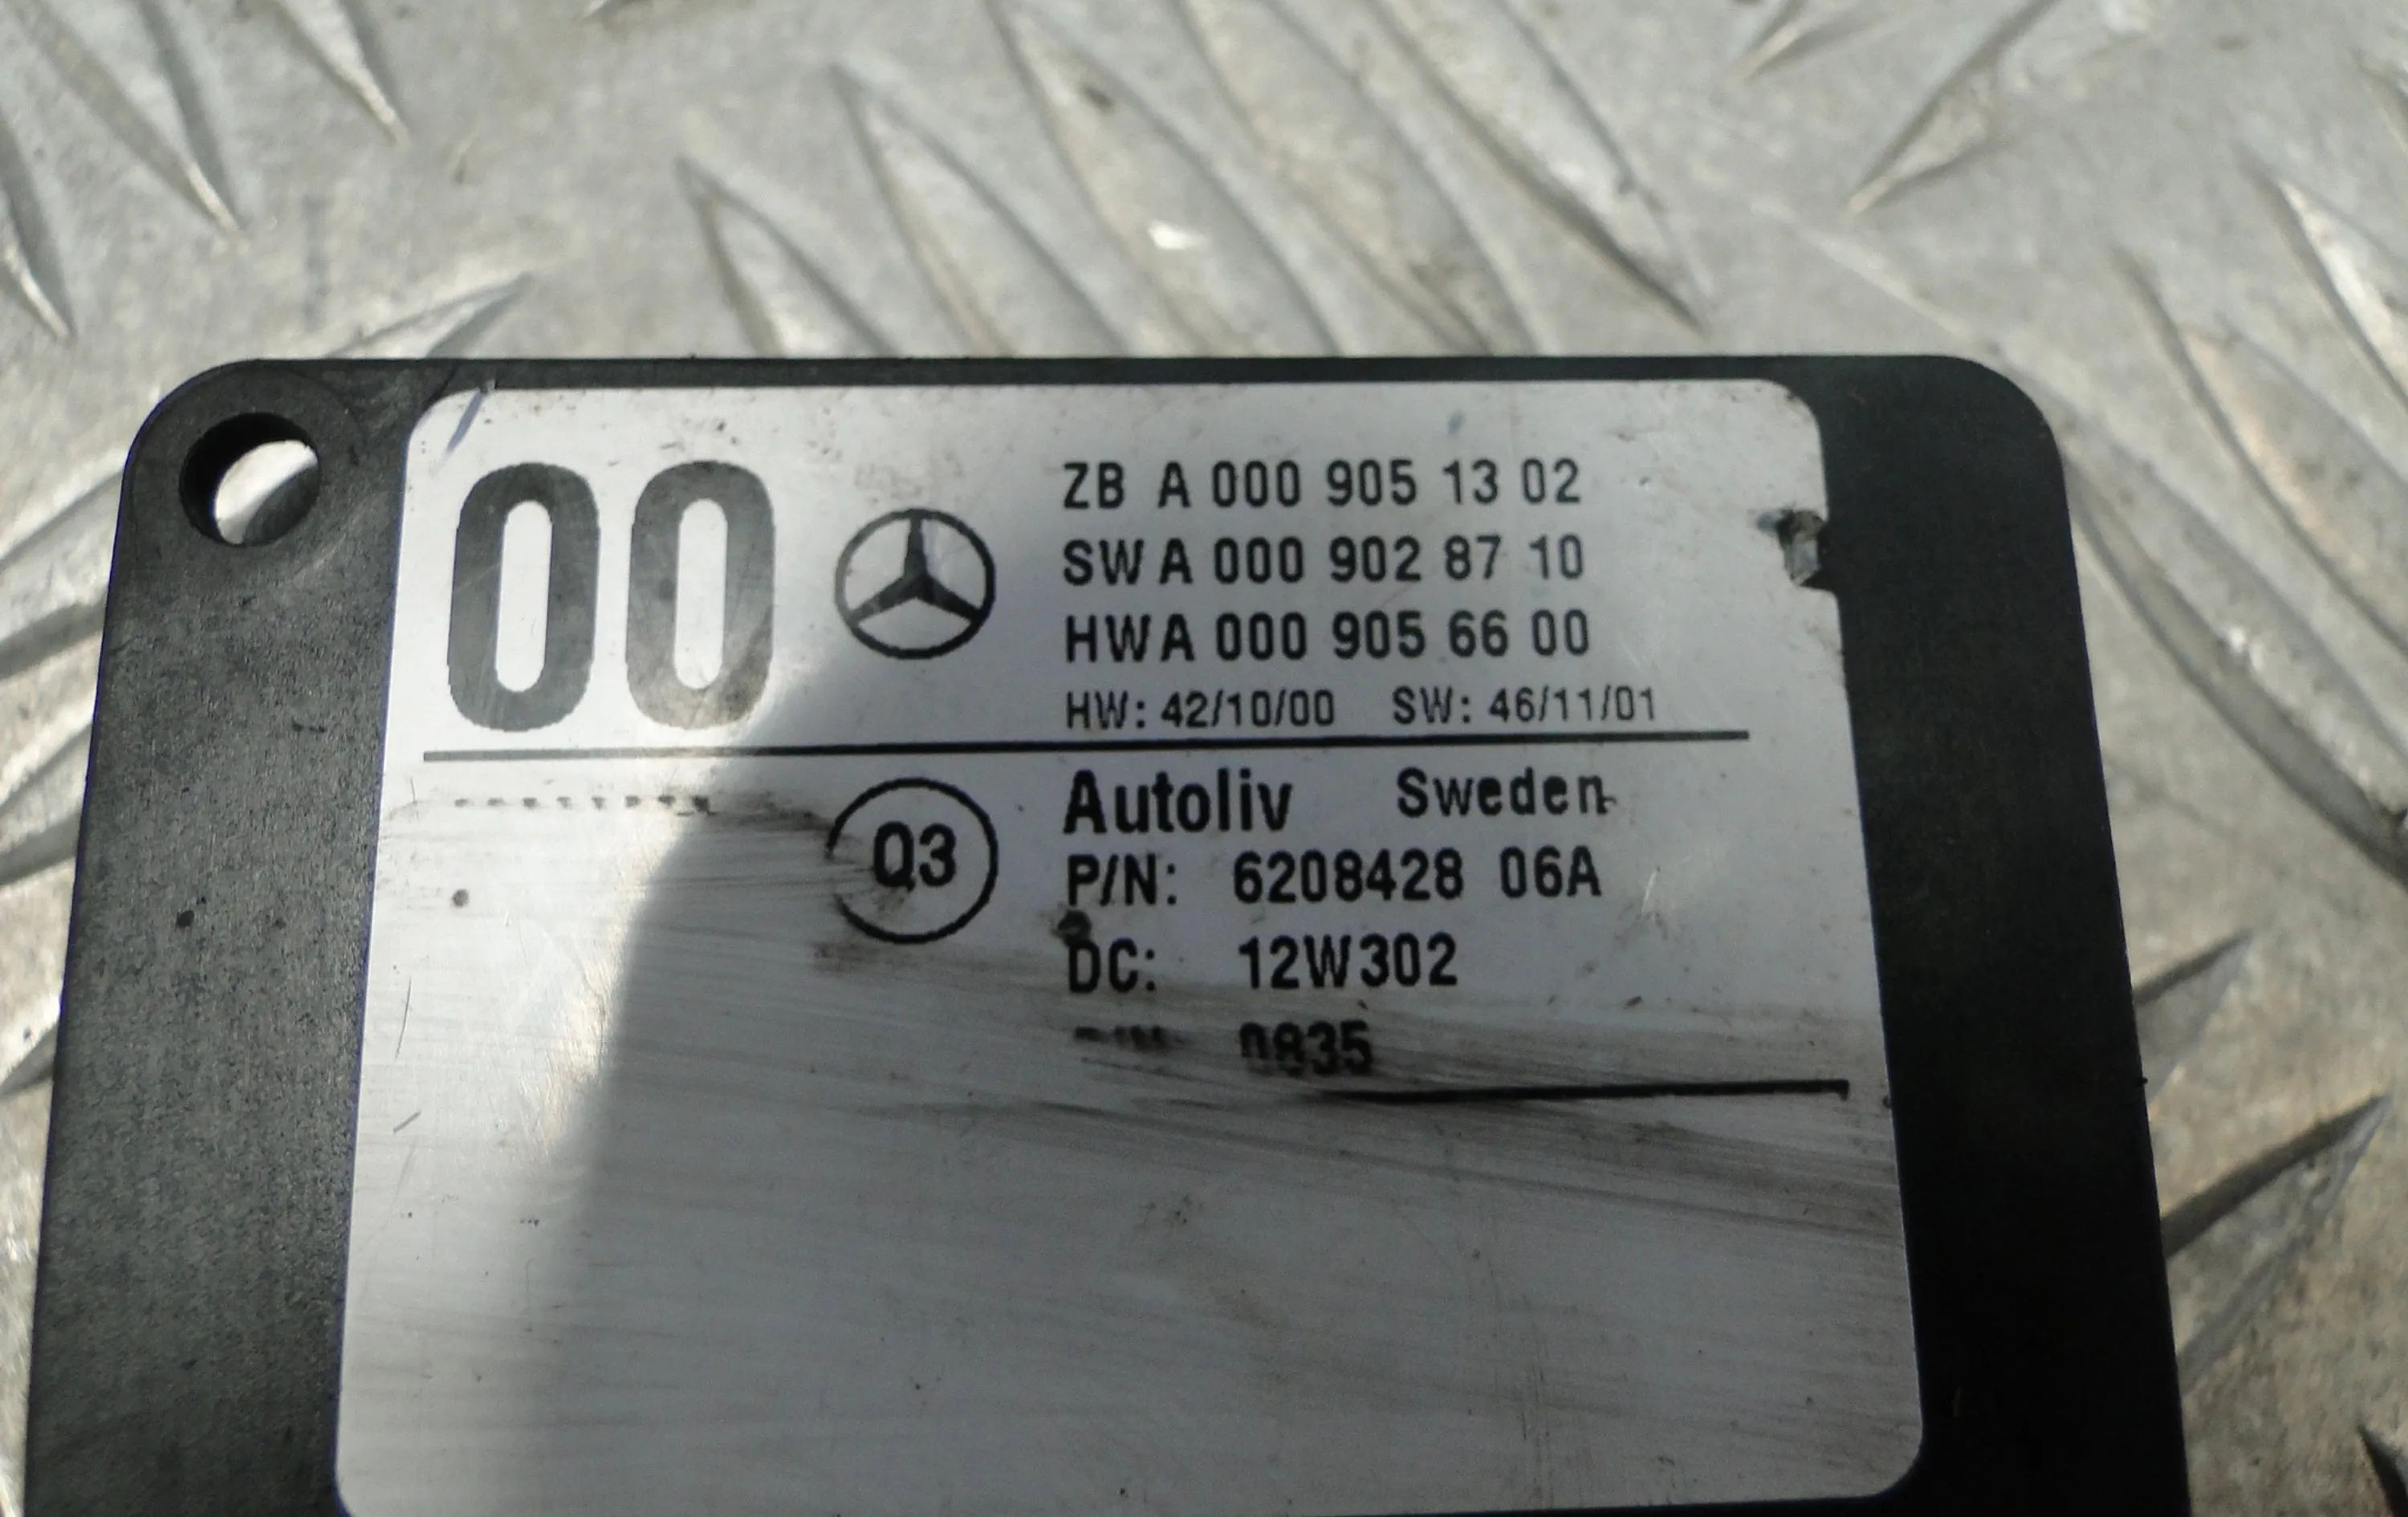 00
ZB A 000 905 13 02
SW A 000 902 87 10
HW A 000 905 66 00
HW: 42/10/00 SW: 46/11/01
Q3
Autoliv Sweden
P/N: 6208428 06A
DC: 12W302
0835